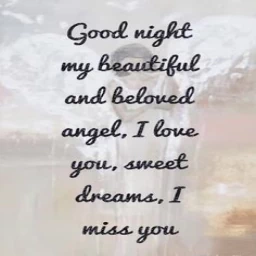 Good night
my beautiful
and beloved
angel, I love
you, sweet
dreams, I
miss you